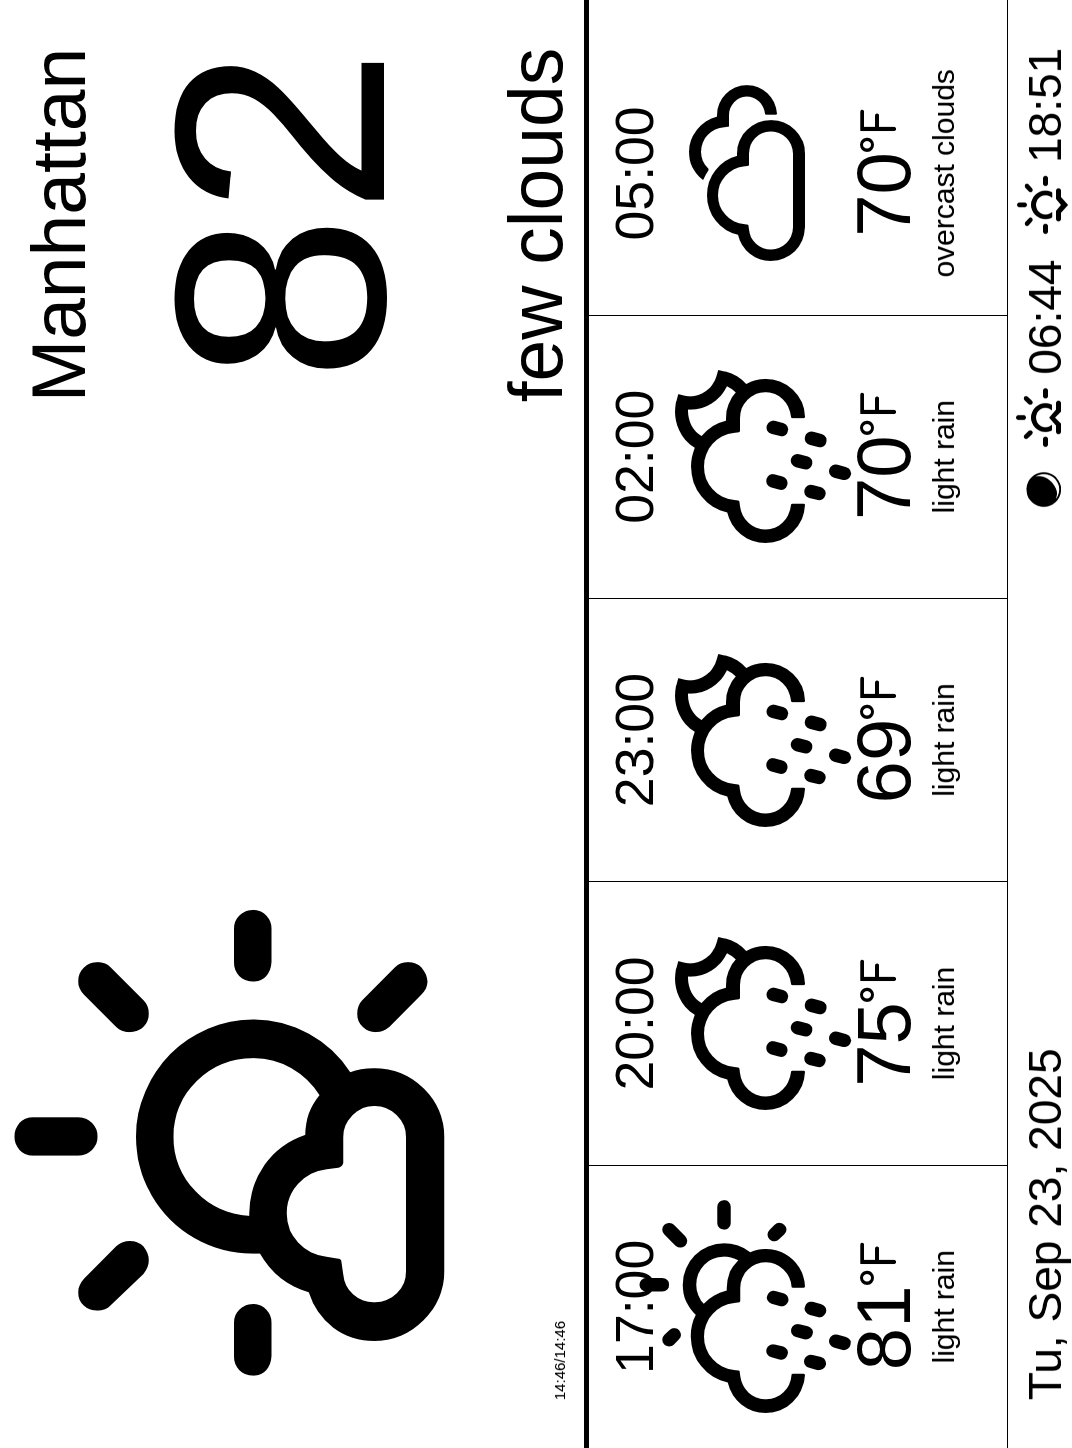 Manhattan
82
few clouds
14:46/14:46
17:00
81°F
light rain
20:00
75°F
light rain
23:00
69°F
light rain
02:00
70°F
light rain
05:00
70°F
overcast clouds
Tu, Sep 23, 2025
06:44
18:51